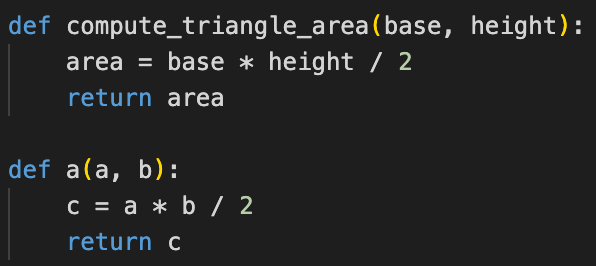 def compute_triangle_area(base, height):
    area = base * height / 2
    return area
def a(a, b):
    c = a * b / 2
    return c